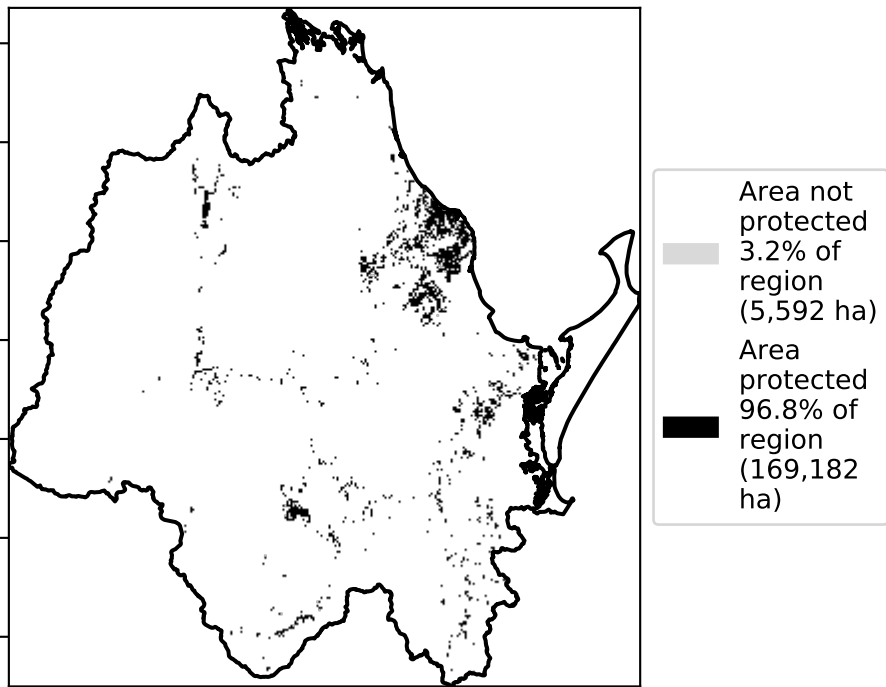 Area not
protected
3.2% of
region
(5,592 ha)
Area
protected
96.8% of
region
(169,182
ha)